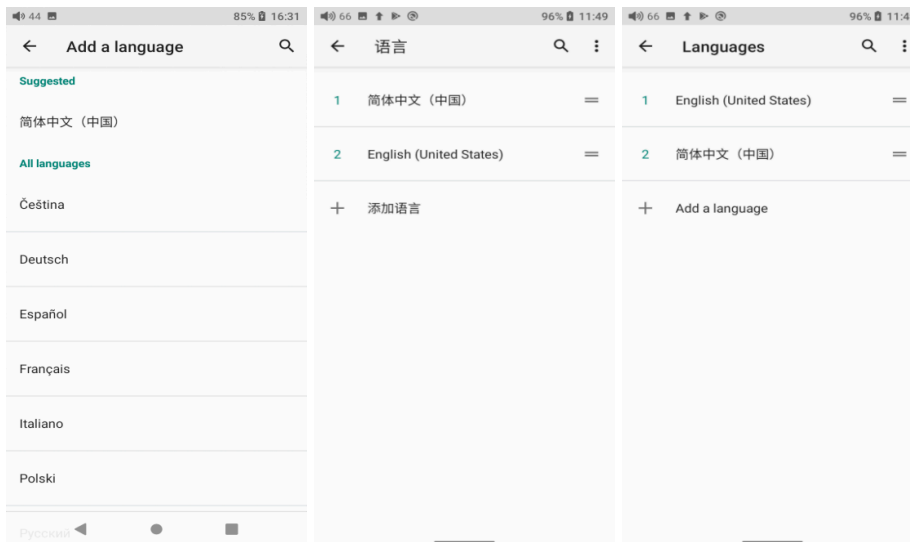 44 85% 16:31
Add a language
Suggested
简体中文（中国）
All languages
Čeština
Deutsch
Español
Français
Italiano
Polski
Русский
66 96% 11:49
语言
1 简体中文（中国）
2 English (United States)
添加语言
66 96% 11:4
Languages
1 English (United States)
2 简体中文（中国）
Add a language